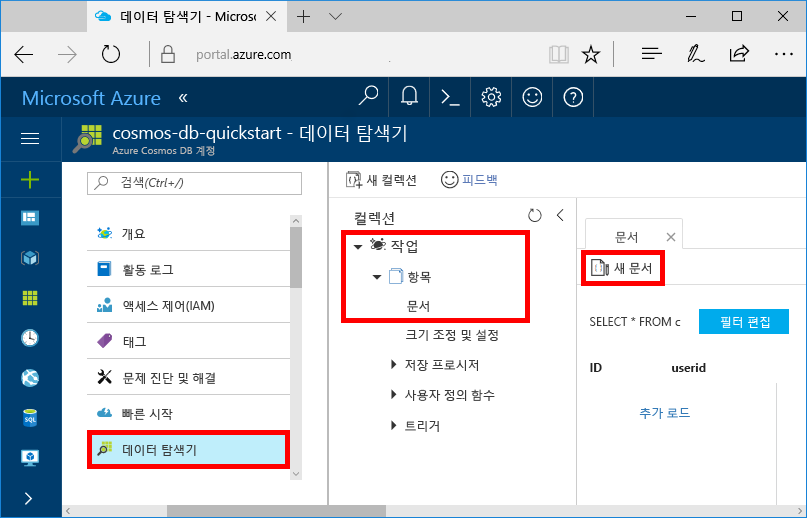 데이터 탐색기 - Microso
portal.azure.com
Microsoft Azure «
cosmos-db-quickstart - 데이터 탐색기
Azure Cosmos DB 계정
검색(Ctrl+/)
개요
활동 로그
액세스 제어(IAM)
태그
문제 진단 및 해결
빠른 시작
데이터 탐색기
새 컬렉션
피드백
컬렉션
작업
항목
문서
크기 조정 및 설정
저장 프로시저
사용자 정의 함수
트리거
문서
새 문서
SELECT * FROM c
필터 편집
ID userid
추가 로드
SQL